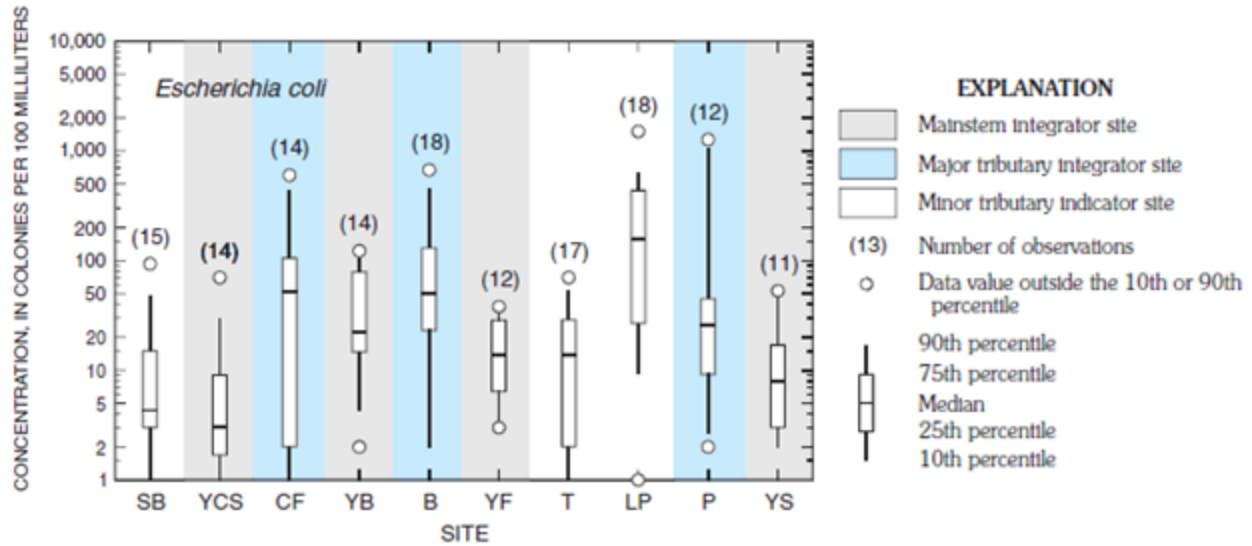 CONCENTRATION, IN COLONIES PER 100 MILLILITERS
10,000
5,000
2,000
1,000
500
200
100
50
20
10
5
2
1
Escherichia coli
(15)
(14)
(14)
(14)
(18)
(12)
(17)
(18)
(12)
(11)
SB YCS CF YB B YF T LP P YS
SITE
EXPLANATION
Mainstem integrator site
Major tributary integrator site
Minor tributary indicator site
(13) Number of observations
Data value outside the 10th or 90th
percentile
90th percentile
75th percentile
Median
25th percentile
10th percentile